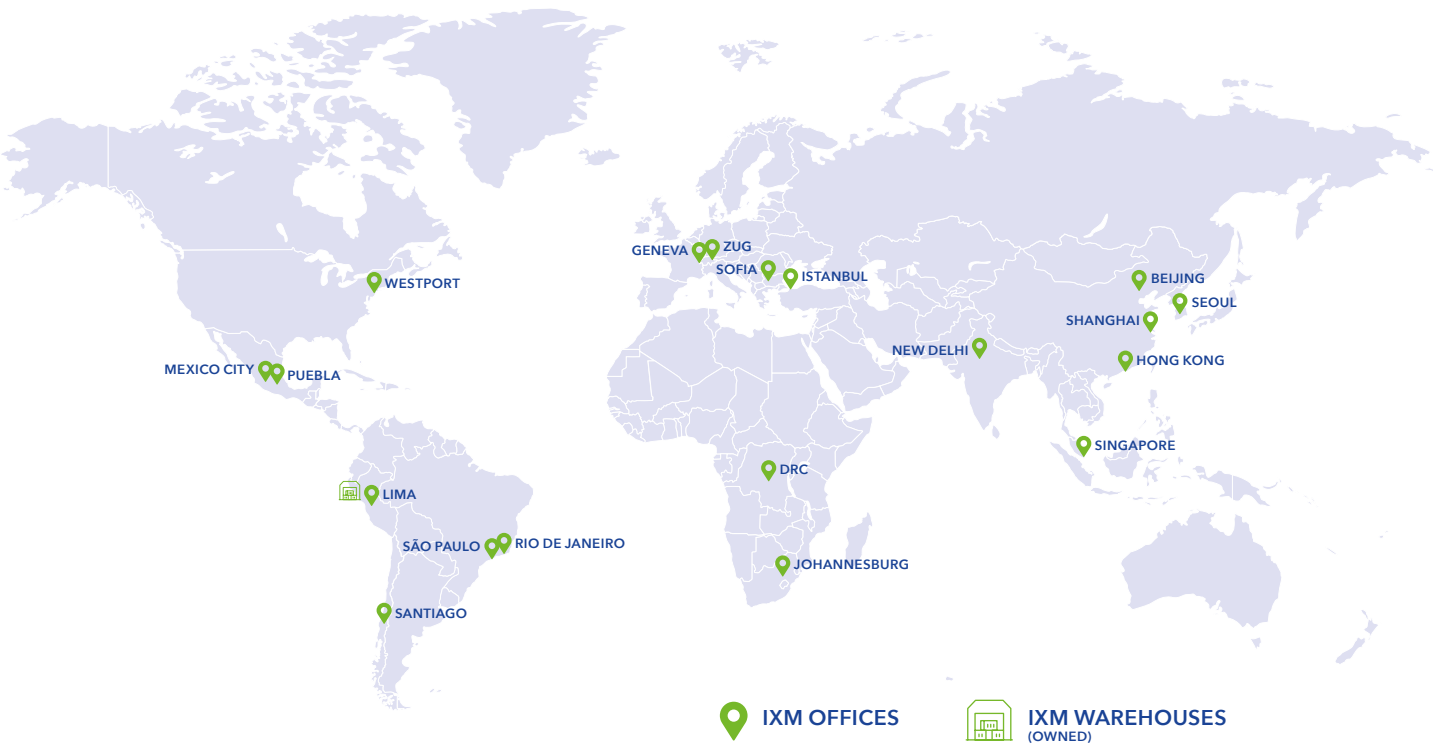 GENEVA
ZUG
SOFIA
ISTANBUL
WESTPORT
BEIJING
SEOUL
SHANGHAI
NEW DELHI
HONG KONG
MEXICO CITY
PUEBLA
SINGAPORE
DRC
LIMA
SÃO PAULO
RIO DE JANEIRO
JOHANNESBURG
SANTIAGO
IXM OFFICES
IXM WAREHOUSES
(OWNED)